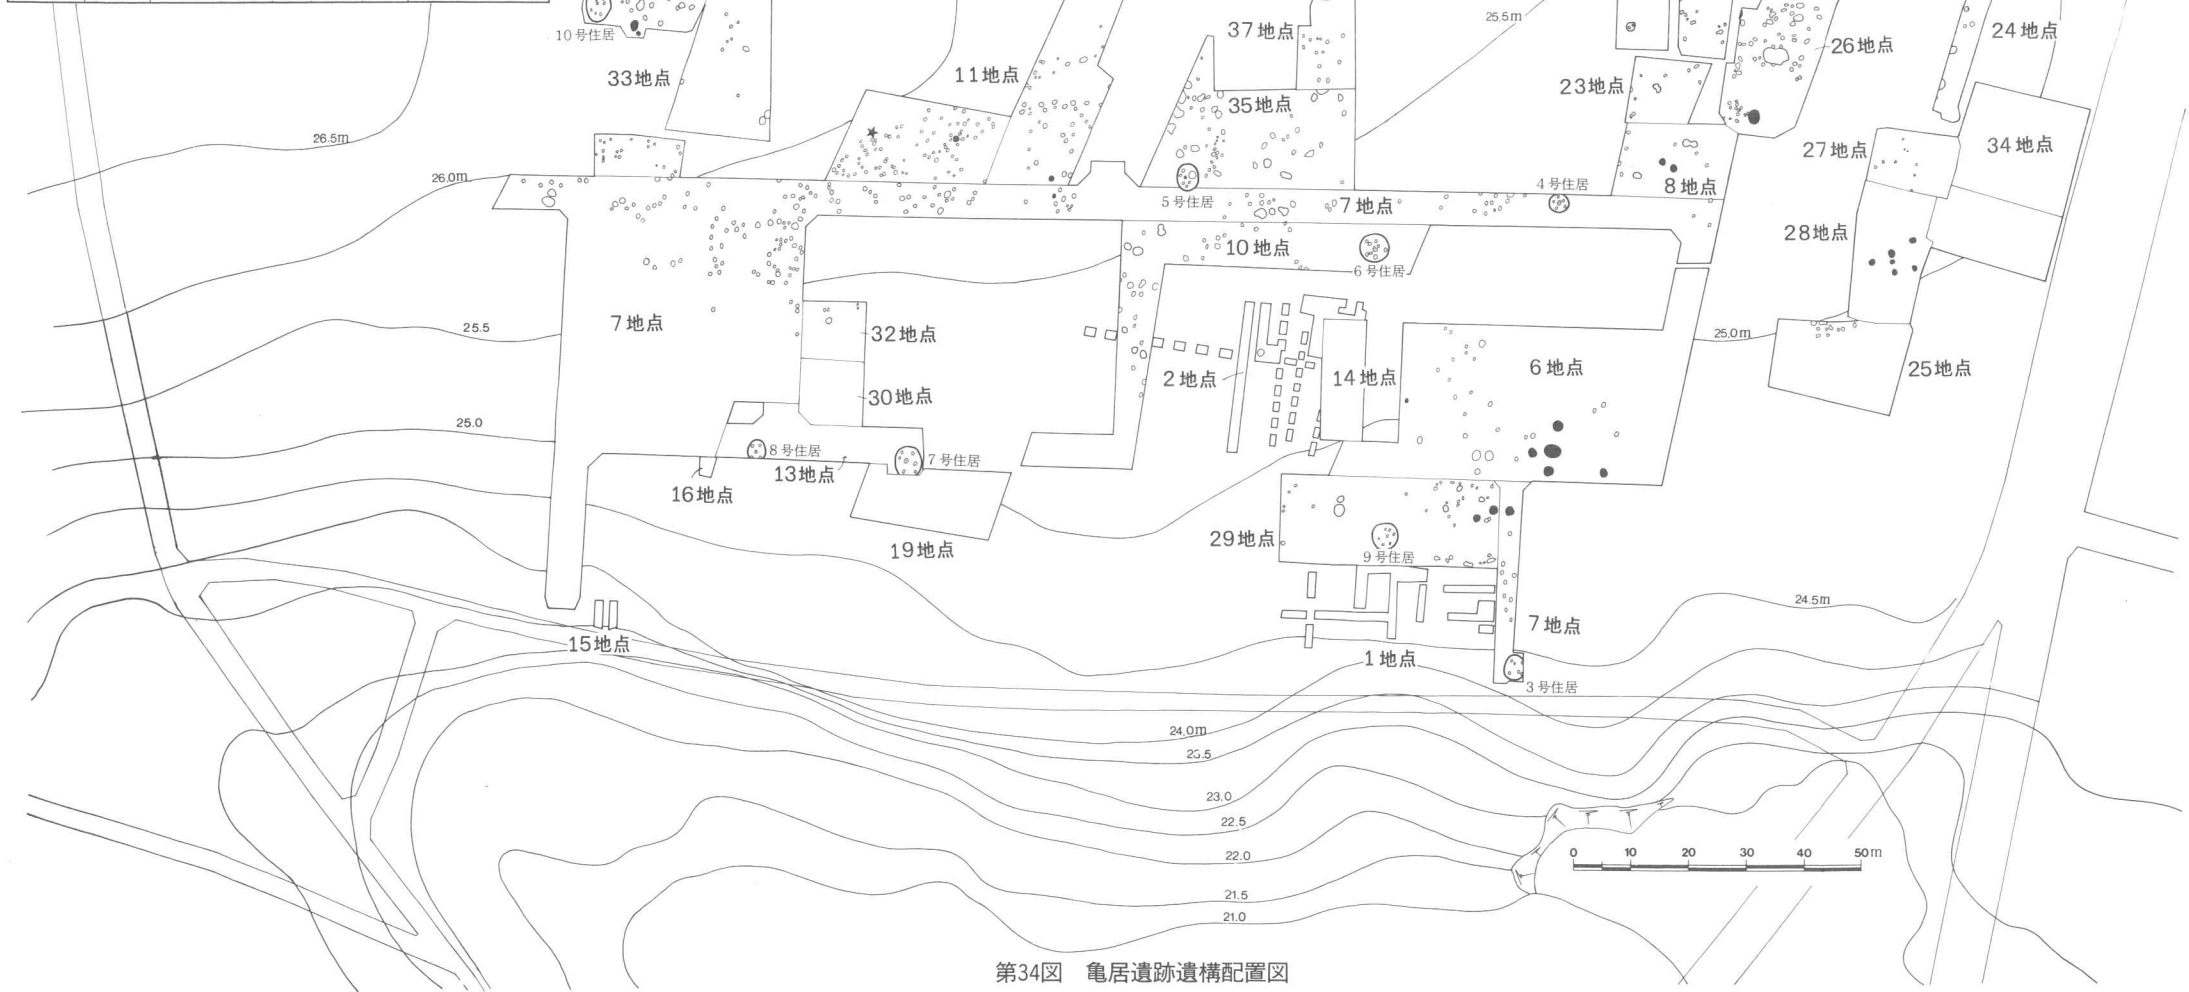 10号住居
33地点
11地点
37地点
35地点
25.5m
26地点
24地点
23地点
27地点
34地点
26.5m
26.0m
5号住居
7地点
4号住居
8地点
28地点
10地点
6号住居
7地点
32地点
30地点
25.5
25.0
2地点
14地点
6地点
25.0m
25地点
8号住居
13地点
7号住居
16地点
19地点
29地点
9号住居
24.5m
15地点
1地点
7地点
3号住居
24.0m
23.5
23.0
22.5
22.0
21.5
21.0
0 10 20 30 40 50m
第34図 亀居遺跡遺構配置図